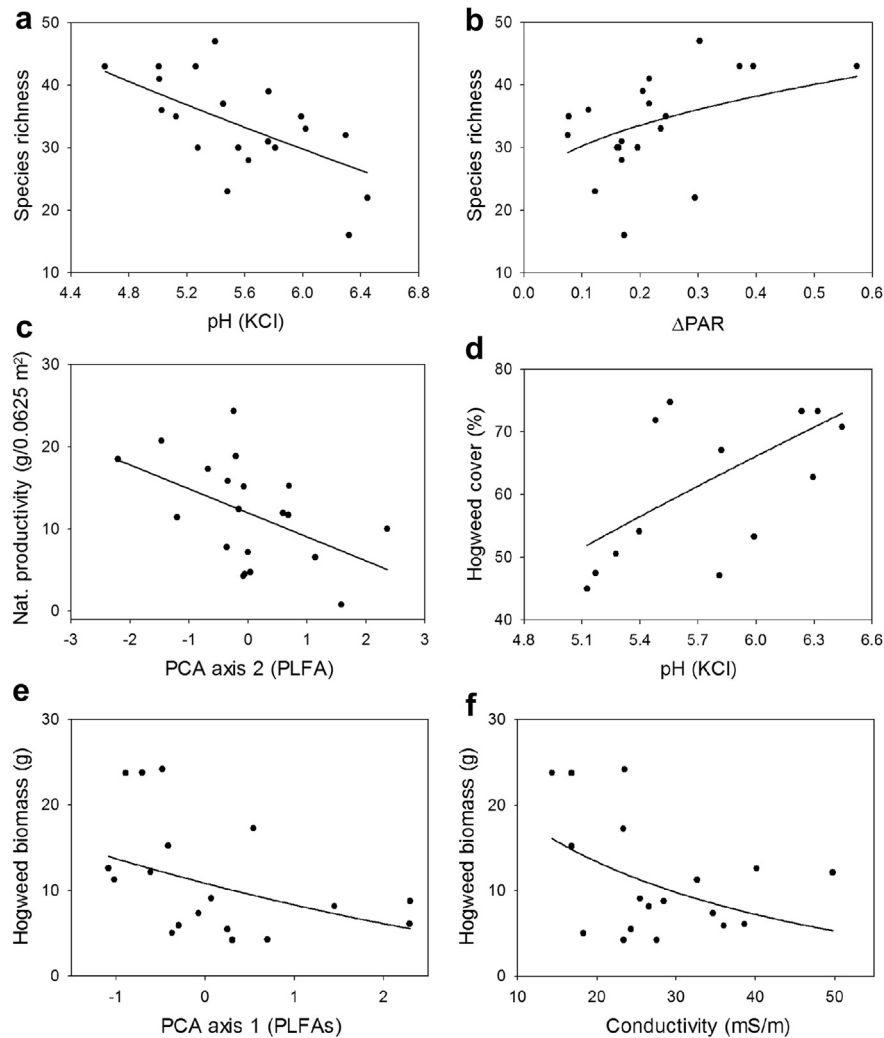 a
Species richness
50
40
30
20
10
4.4 4.8 5.2 5.6 6.0 6.4 6.8
pH (KCl)
b
Species richness
50
40
30
20
10
0.0 0.1 0.2 0.3 0.4 0.5 0.6
ΔPAR
c
Nat. productivity (g/0.0625 m²)
30
20
10
0
-3 -2 -1 0 1 2 3
PCA axis 2 (PLFA)
d
Hogweed cover (%)
80
70
60
50
40
4.8 5.1 5.4 5.7 6.0 6.3 6.6
pH (KCl)
e
Hogweed biomass (g)
30
20
10
0
-1 0 1 2
PCA axis 1 (PLFAs)
f
Hogweed biomass (g)
30
20
10
0
10 20 30 40 50
Conductivity (mS/m)